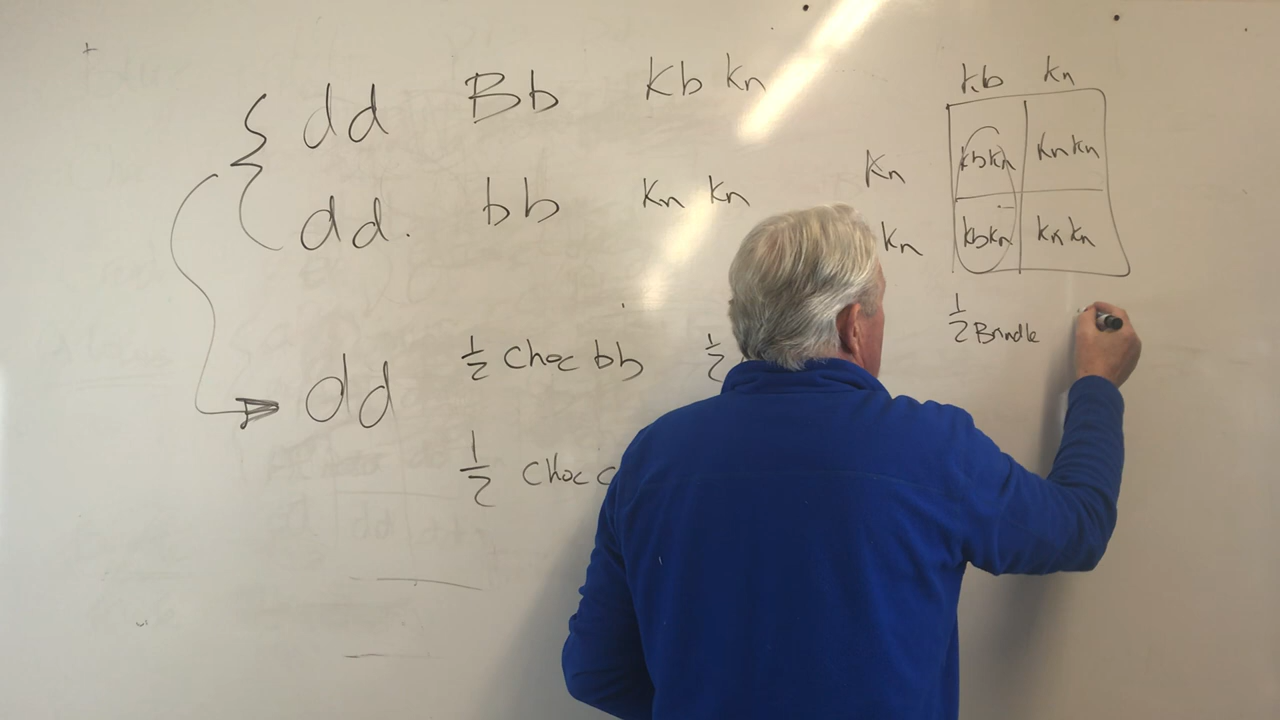 dd Bb Kb Kn
dd. bb Kn Kn
dd ½ Choc bb ½
½ Choc
Kb Kn
Kn KbKn KnKn
Kn KbKn KnKn
½ Brindle